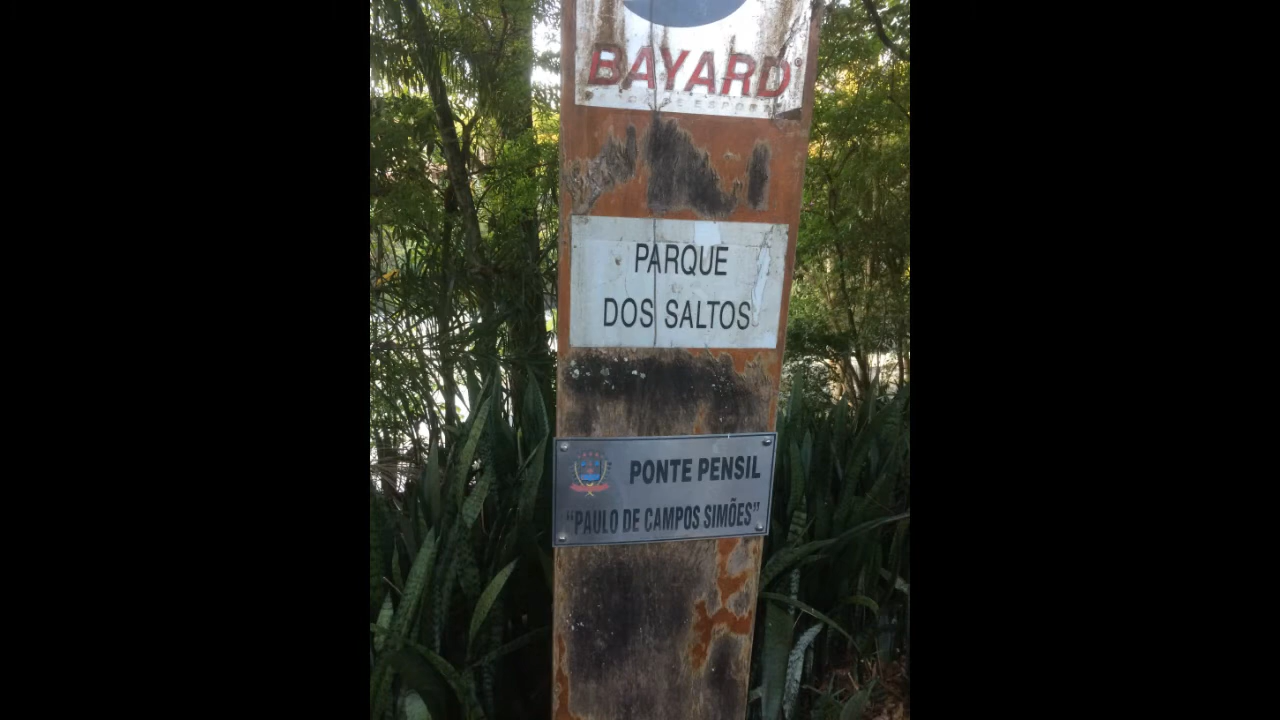 BAYARD
PARQUE
DOS SALTOS
PONTE PENSIL
"PAULO DE CAMPOS SIMÕES"